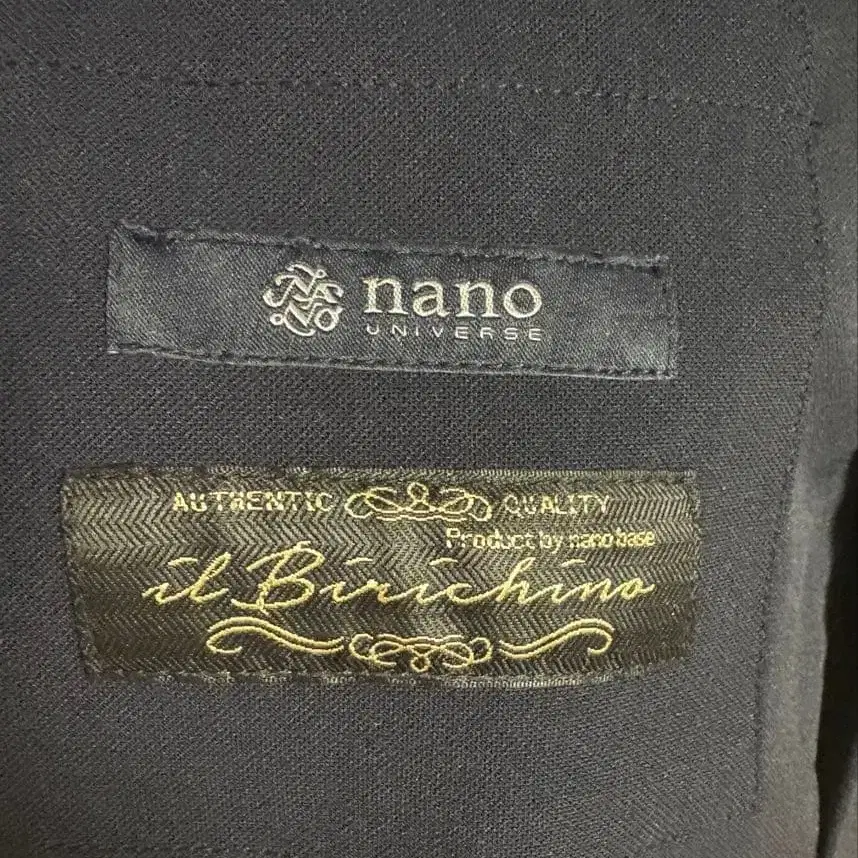 nano
UNIVERSE
AUTHENTIC QUALITY
Product by nano base
il Birichino